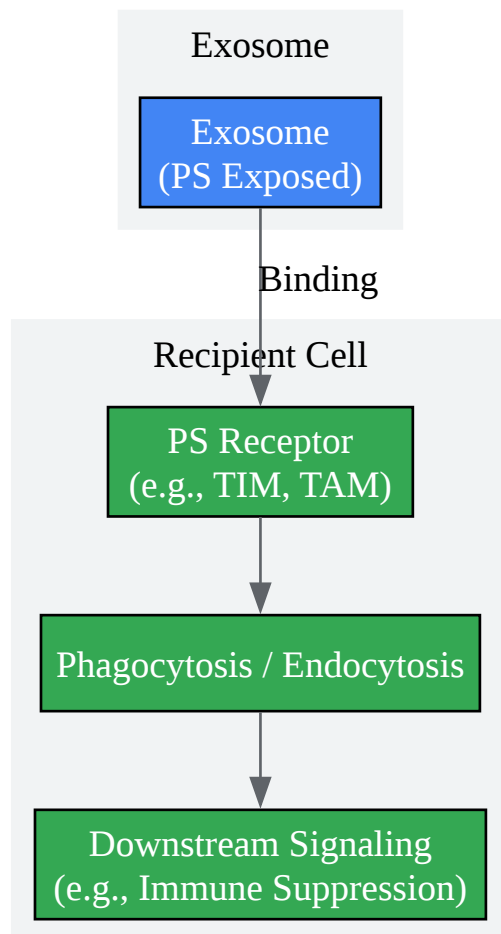 Exosome
Exosome
(PS Exposed)
Binding
Recipient Cell
PS Receptor
(e.g., TIM, TAM)
Phagocytosis / Endocytosis
Downstream Signaling
(e.g., Immune Suppression)